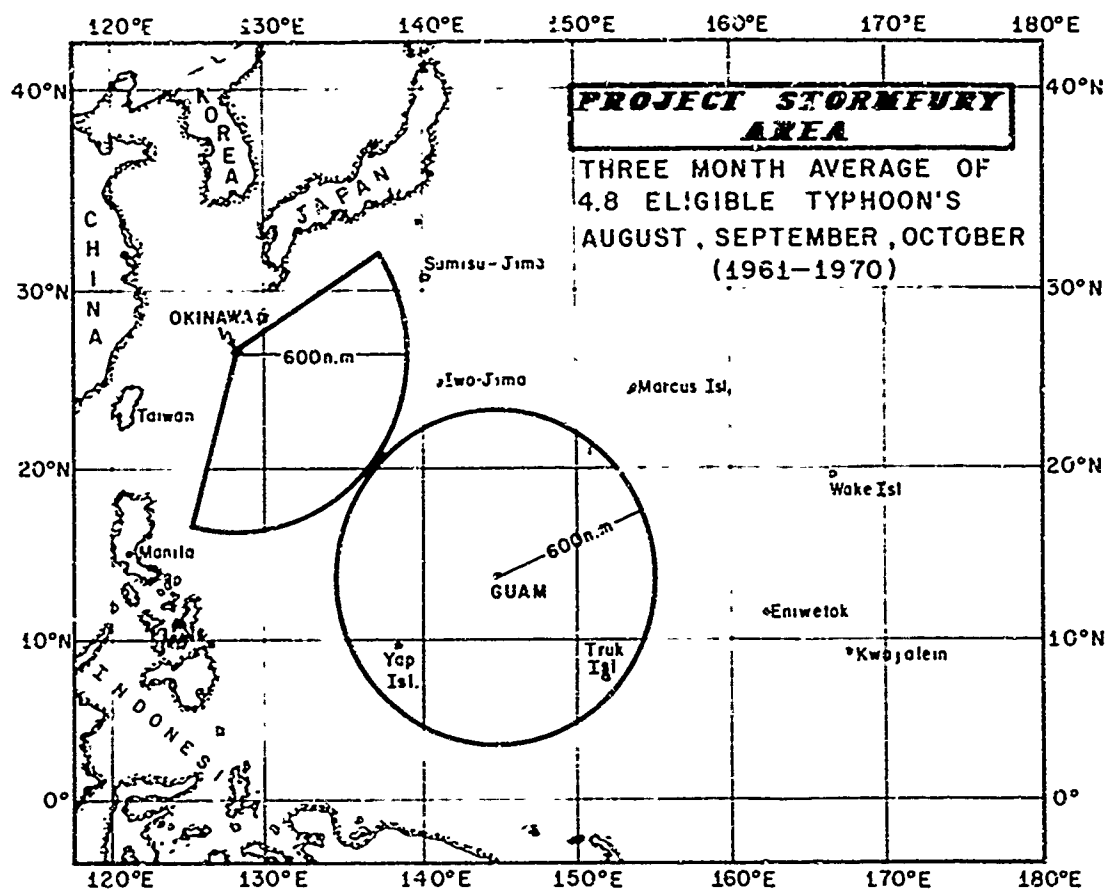 120°E 130°E 140°E 150°E 160°E 170°E 180°E
40°N 40°N
PROJECT STORMFURY
AREA
THREE MONTH AVERAGE OF
4.8 ELIGIBLE TYPHOON'S
AUGUST, SEPTEMBER, OCTOBER
(1961-1970)
KOREA
JAPAN
CHINA
Sumisu-Jima
30°N 30°N
OKINAWA
600n.m
Iwo-Jima
Marcus Isl.
Taiwan
20°N 20°N
Wake Isl
Manila
600n.m
GUAM
Eniwetok
10°N 10°N
Yap
Isl.
Truk
Isl
Kwajalein
INDONESI
0° 0°
120°E 130°E 140°E 150°E 160°E 170°E 180°E